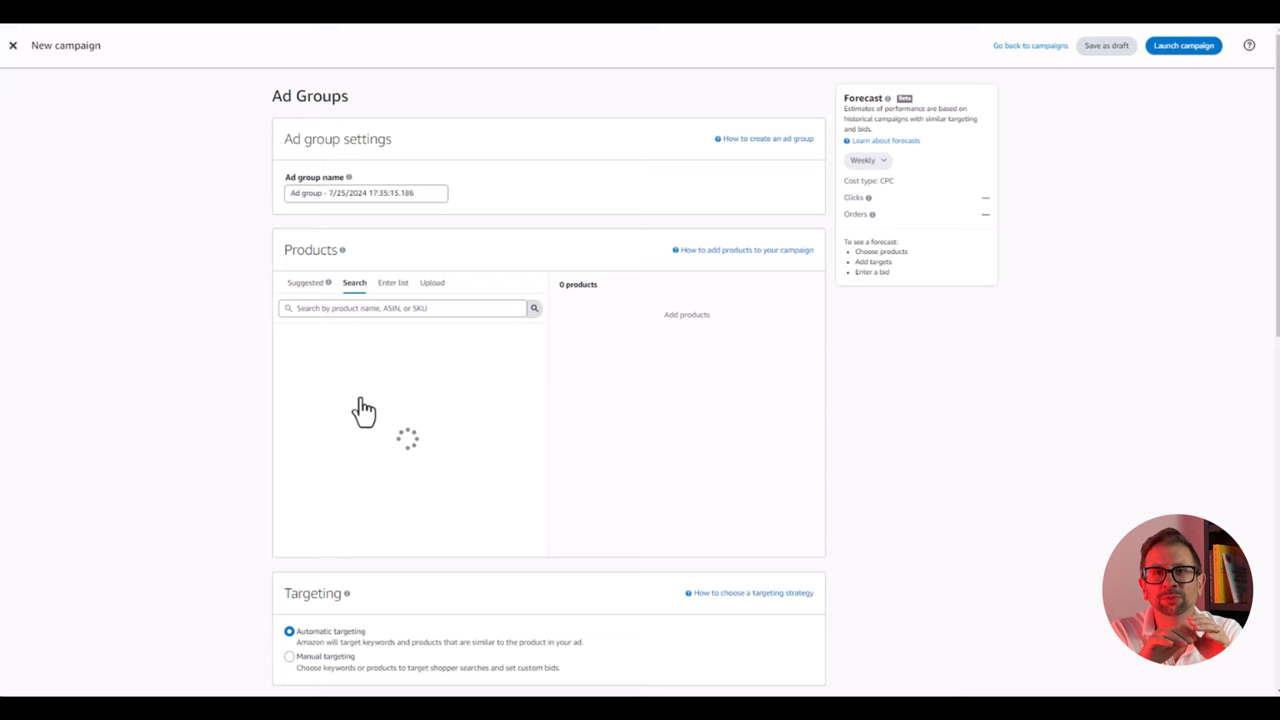 New campaign
Go back to campaigns
Save as draft
Launch campaign
Ad Groups
Ad group settings
How to create an ad group
Ad group name
Ad group - 7/25/2024 17:35:15.186
Products
How to add products to your campaign
Suggested
Search
Enter list
Upload
0 products
Search by product name, ASIN, or SKU
Add products
Targeting
How to choose a targeting strategy
Automatic targeting
Amazon will target keywords and products that are similar to the product in your ad.
Manual targeting
Choose keywords or products to target shopper searches and set custom bids.
Forecast
Beta
Estimates of performance are based on
historical campaigns with similar targeting
and bids.
Learn about forecasts
Weekly
Cost type: CPC
Clicks —
Orders —
To see a forecast:
• Choose products
• Add targets
• Enter a bid